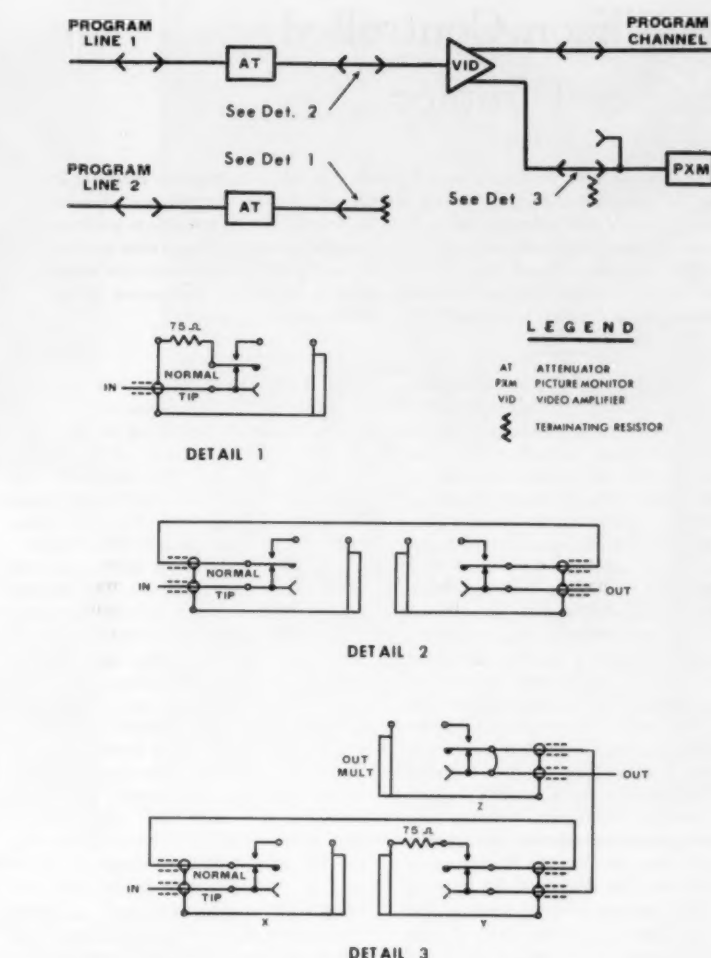 PROGRAM
LINE 1
AT
See Det. 2
VID
PROGRAM
CHANNEL
See Det 1
PROGRAM
LINE 2
AT
See Det 3
PXM
75 Ω
NORMAL
IN
TIP
DETAIL 1
LEGEND
AT ATTENUATOR
PXM PICTURE MONITOR
VID VIDEO AMPLIFIER
TERMINATING RESISTOR
NORMAL
IN
TIP
OUT
DETAIL 2
OUT
MULT
OUT
Z
75 Ω
NORMAL
IN
TIP
X
Y
DETAIL 3